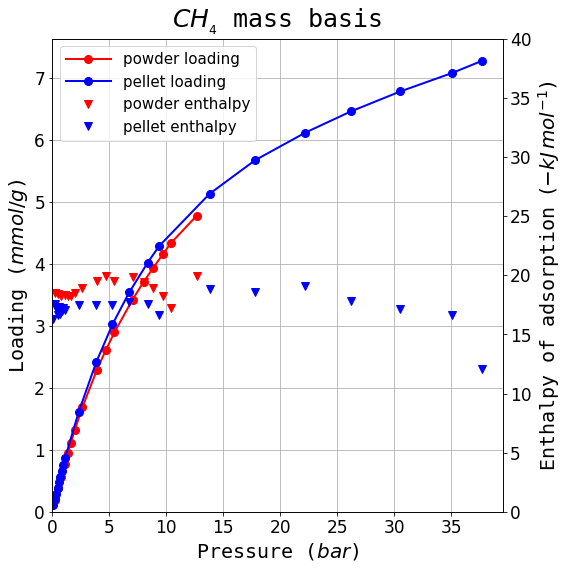 CH₄ mass basis
powder loading
pellet loading
powder enthalpy
pellet enthalpy
Loading (mmol/g)
0
1
2
3
4
5
6
7
Enthalpy of adsorption (−kJ mol⁻¹)
0
5
10
15
20
25
30
35
40
0 5 10 15 20 25 30 35
Pressure (bar)